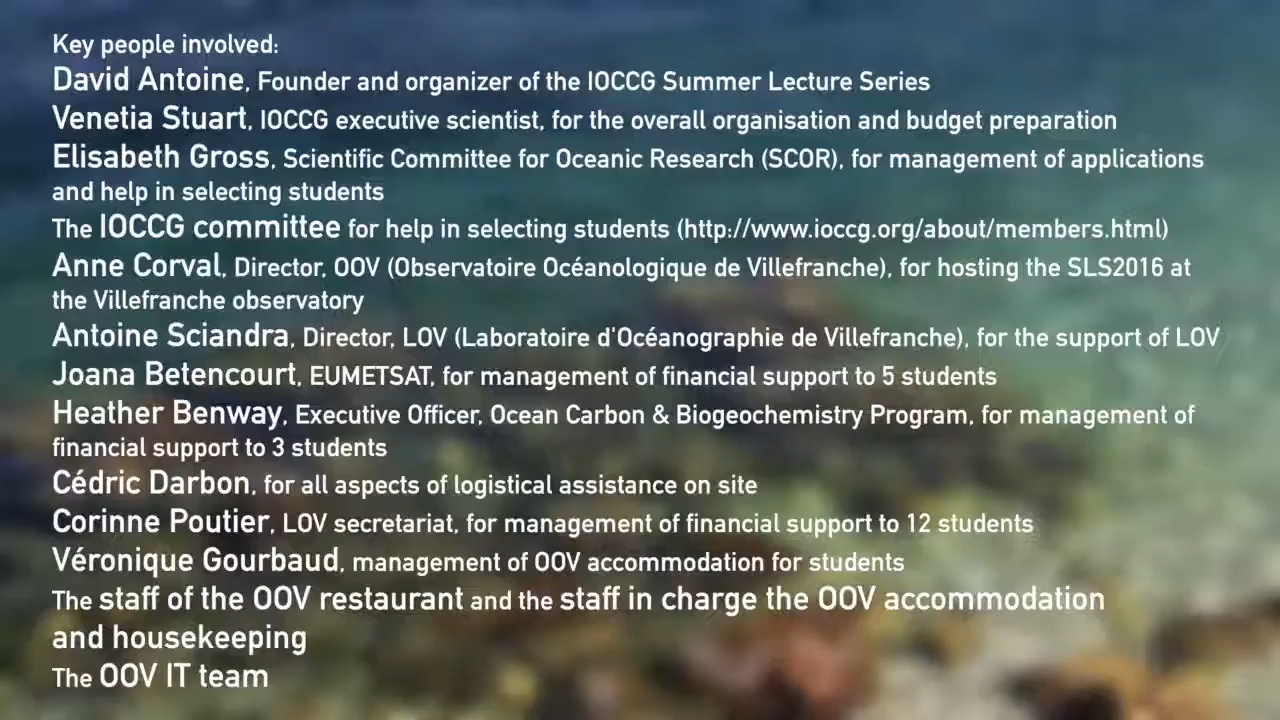 Key people involved:
David Antoine, Founder and organizer of the IOCCG Summer Lecture Series
Venetia Stuart, IOCCG executive scientist, for the overall organisation and budget preparation
Elisabeth Gross, Scientific Committee for Oceanic Research (SCOR), for management of applications
and help in selecting students
The IOCCG committee for help in selecting students (http://www.ioccg.org/about/members.html)
Anne Corval, Director, OOV (Observatoire Océanologique de Villefranche), for hosting the SLS2016 at
the Villefranche observatory
Antoine Sciandra, Director, LOV (Laboratoire d'Océanographie de Villefranche), for the support of LOV
Joana Betencourt, EUMETSAT, for management of financial support to 5 students
Heather Benway, Executive Officer, Ocean Carbon & Biogeochemistry Program, for management of
financial support to 3 students
Cédric Darbon, for all aspects of logistical assistance on site
Corinne Poutier, LOV secretariat, for management of financial support to 12 students
Véronique Gourbaud, management of OOV accommodation for students
The staff of the OOV restaurant and the staff in charge the OOV accommodation
and housekeeping
The OOV IT team